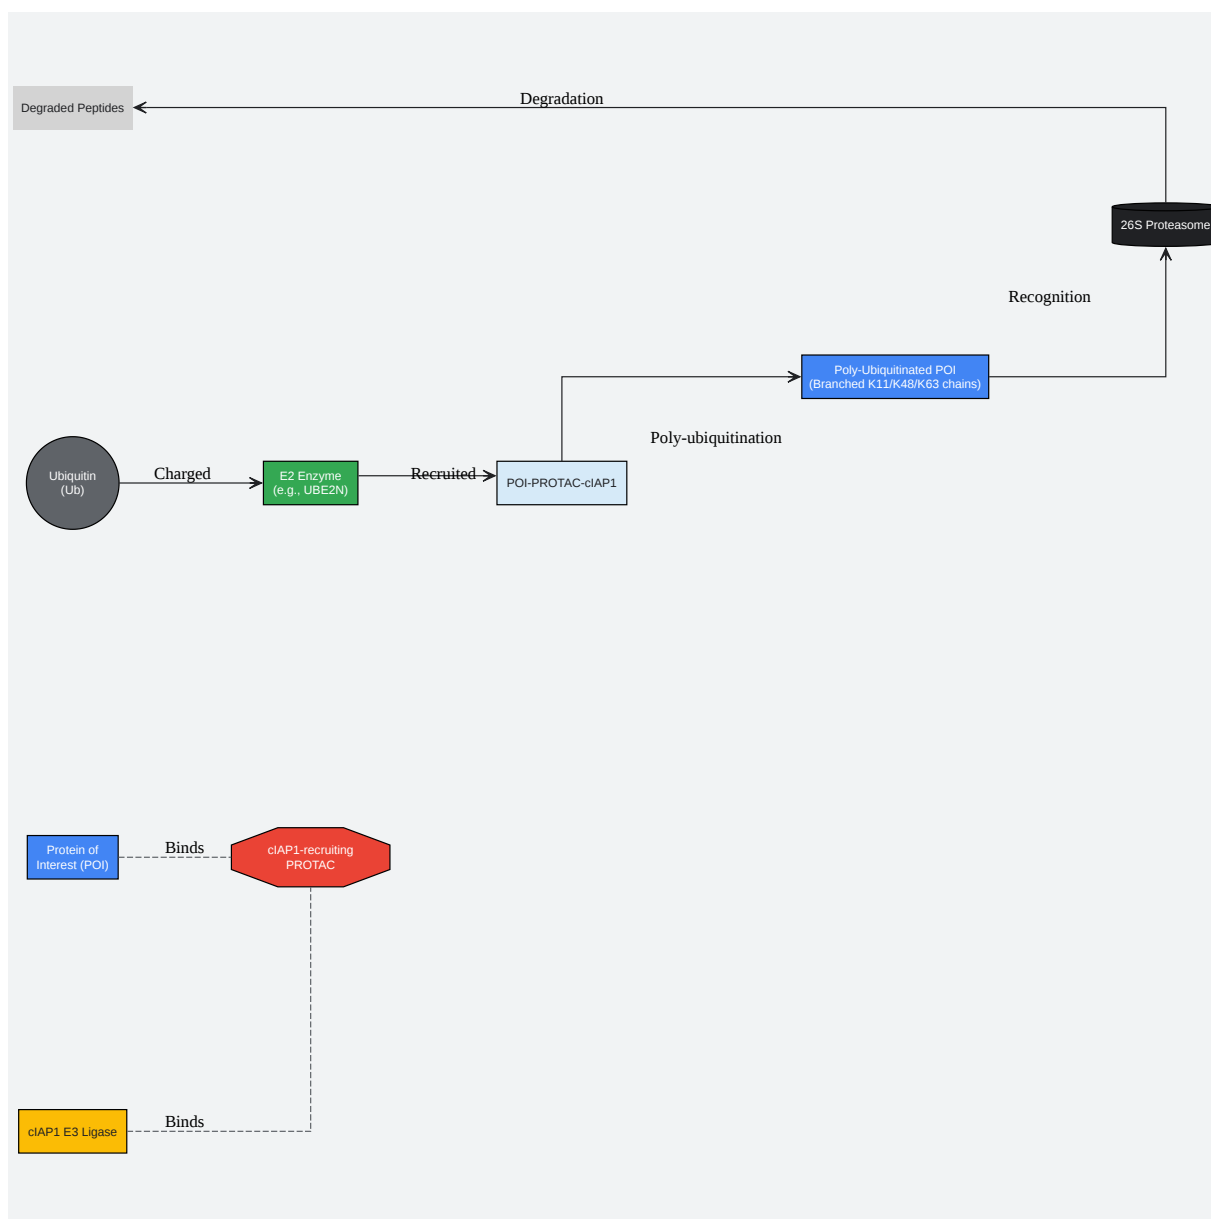 Degradation
Degraded Peptides
26S Proteasome
Recognition
Poly-Ubiquitinated POI
(Branched K11/K48/K63 chains)
Poly-ubiquitination
Ubiquitin
(Ub)
Charged
E2 Enzyme
(e.g., UBE2N)
Recruited
POI-PROTAC-cIAP1
Protein of
Interest (POI)
Binds
cIAP1-recruiting
PROTAC
cIAP1 E3 Ligase
Binds